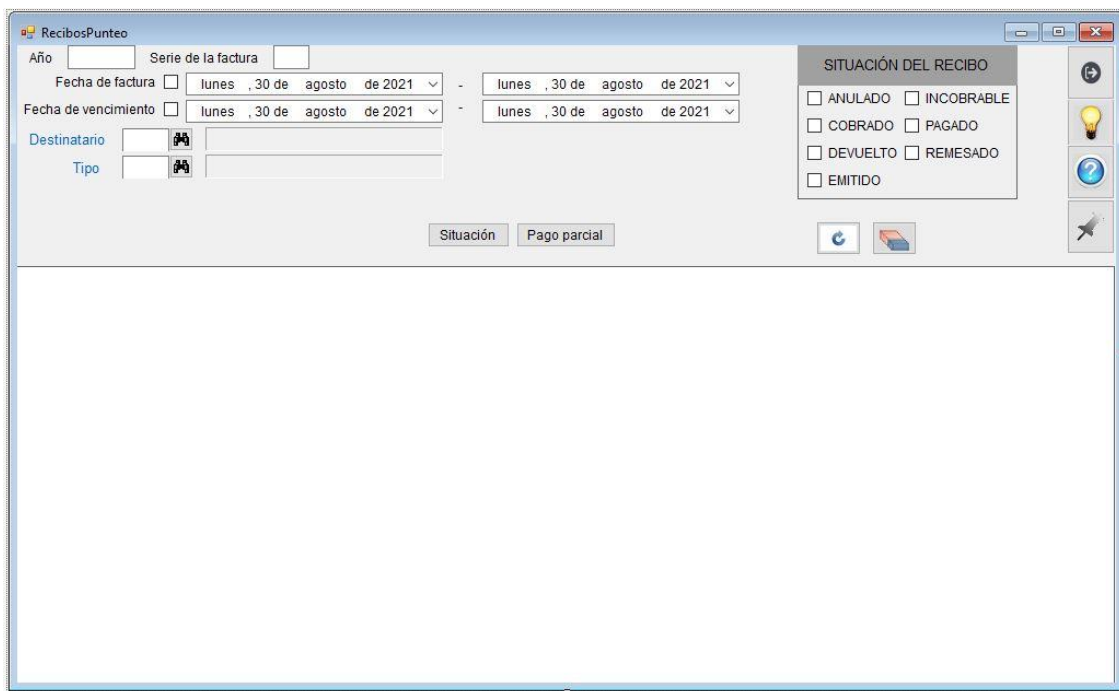 RecibosPunteo
Año Serie de la factura
Fecha de factura lunes , 30 de agosto de 2021 - lunes , 30 de agosto de 2021
Fecha de vencimiento lunes , 30 de agosto de 2021 - lunes , 30 de agosto de 2021
Destinatario
Tipo
SITUACIÓN DEL RECIBO
ANULADO INCOBRABLE
COBRADO PAGADO
DEVUELTO REMESADO
EMITIDO
Situación Pago parcial